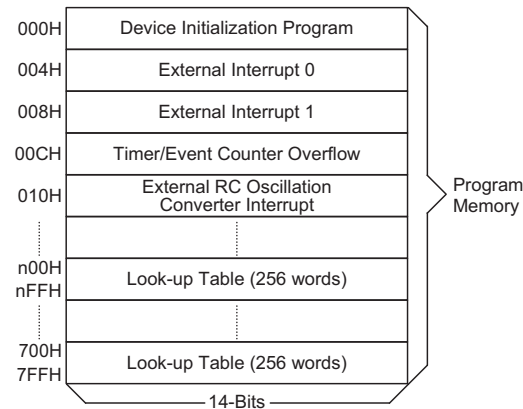 000H
Device Initialization Program
004H
External Interrupt 0
008H
External Interrupt 1
00CH
Timer/Event Counter Overflow
010H
External RC Oscillation
Converter Interrupt
Program
Memory
n00H
nFFH
Look-up Table (256 words)
700H
7FFH
Look-up Table (256 words)
14-Bits